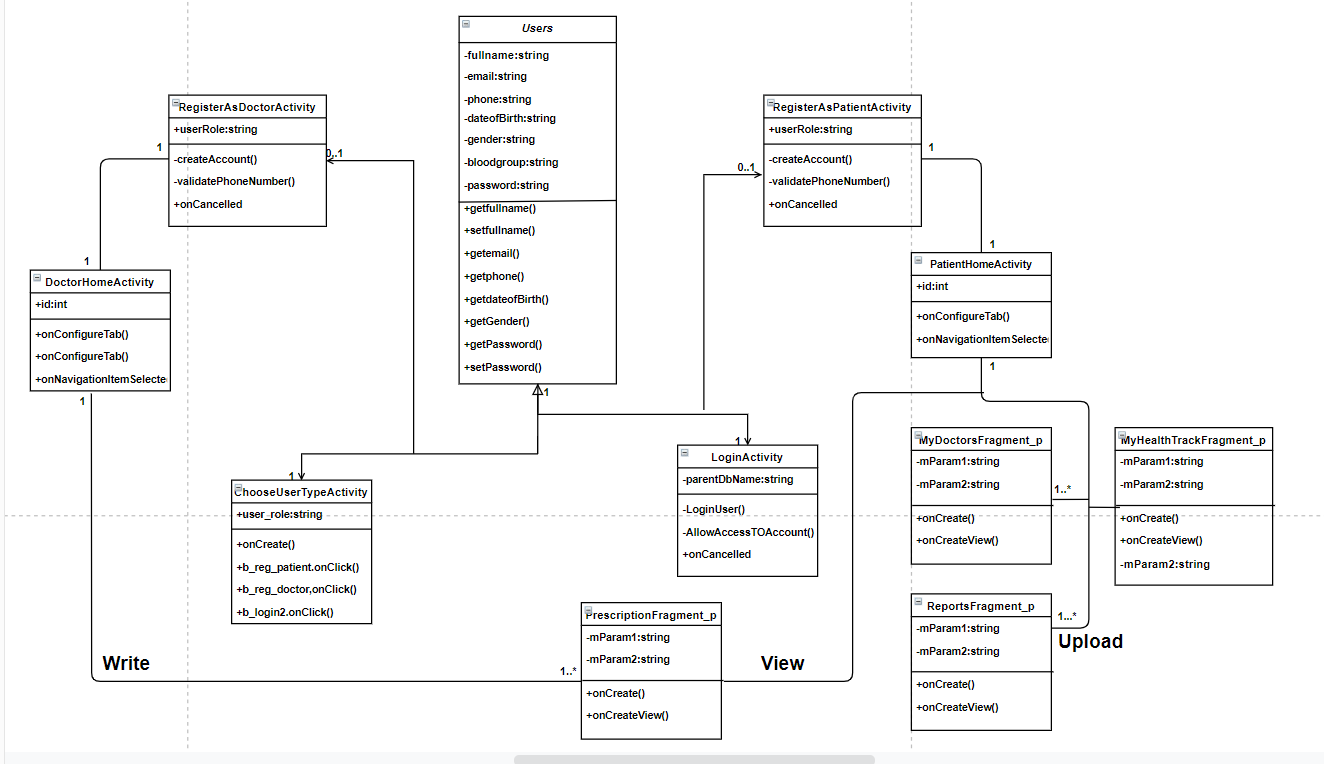 Users
-fullname:string
-email:string
-phone:string
-dateofBirth:string
-gender:string
-bloodgroup:string
-password:string
+getfullname()
+setfullname()
+getemail()
+getphone()
+getdateofBirth()
+getGender()
+getPassword()
+setPassword()
1
RegisterAsDoctorActivity
+userRole:string
-createAccount()
-validatePhoneNumber()
+onCancelled
1
0..1
RegisterAsPatientActivity
+userRole:string
-createAccount()
-validatePhoneNumber()
+onCancelled
0..1
1
1
DoctorHomeActivity
+id:int
+onConfigureTab()
+onConfigureTab()
+onNavigationItemSelecte
1
1
PatientHomeActivity
+id:int
+onConfigureTab()
+onNavigationItemSelecte
1
1
ChooseUserTypeActivity
+user_role:string
+onCreate()
+b_reg_patient.onClick()
+b_reg_doctor,onClick()
+b_login2.onClick()
1
LoginActivity
-parentDbName:string
-LoginUser()
-AllowAccessTOAccount()
+onCancelled
MyDoctorsFragment_p
-mParam1:string
-mParam2:string
+onCreate()
+onCreateView()
1..*
MyHealthTrackFragment_p
-mParam1:string
-mParam2:string
+onCreate()
+onCreateView()
-mParam2:string
PrescriptionFragment_p
-mParam1:string
-mParam2:string
+onCreate()
+onCreateView()
Write
1..*
View
ReportsFragment_p
-mParam1:string
-mParam2:string
+onCreate()
+onCreateView()
1...*
Upload